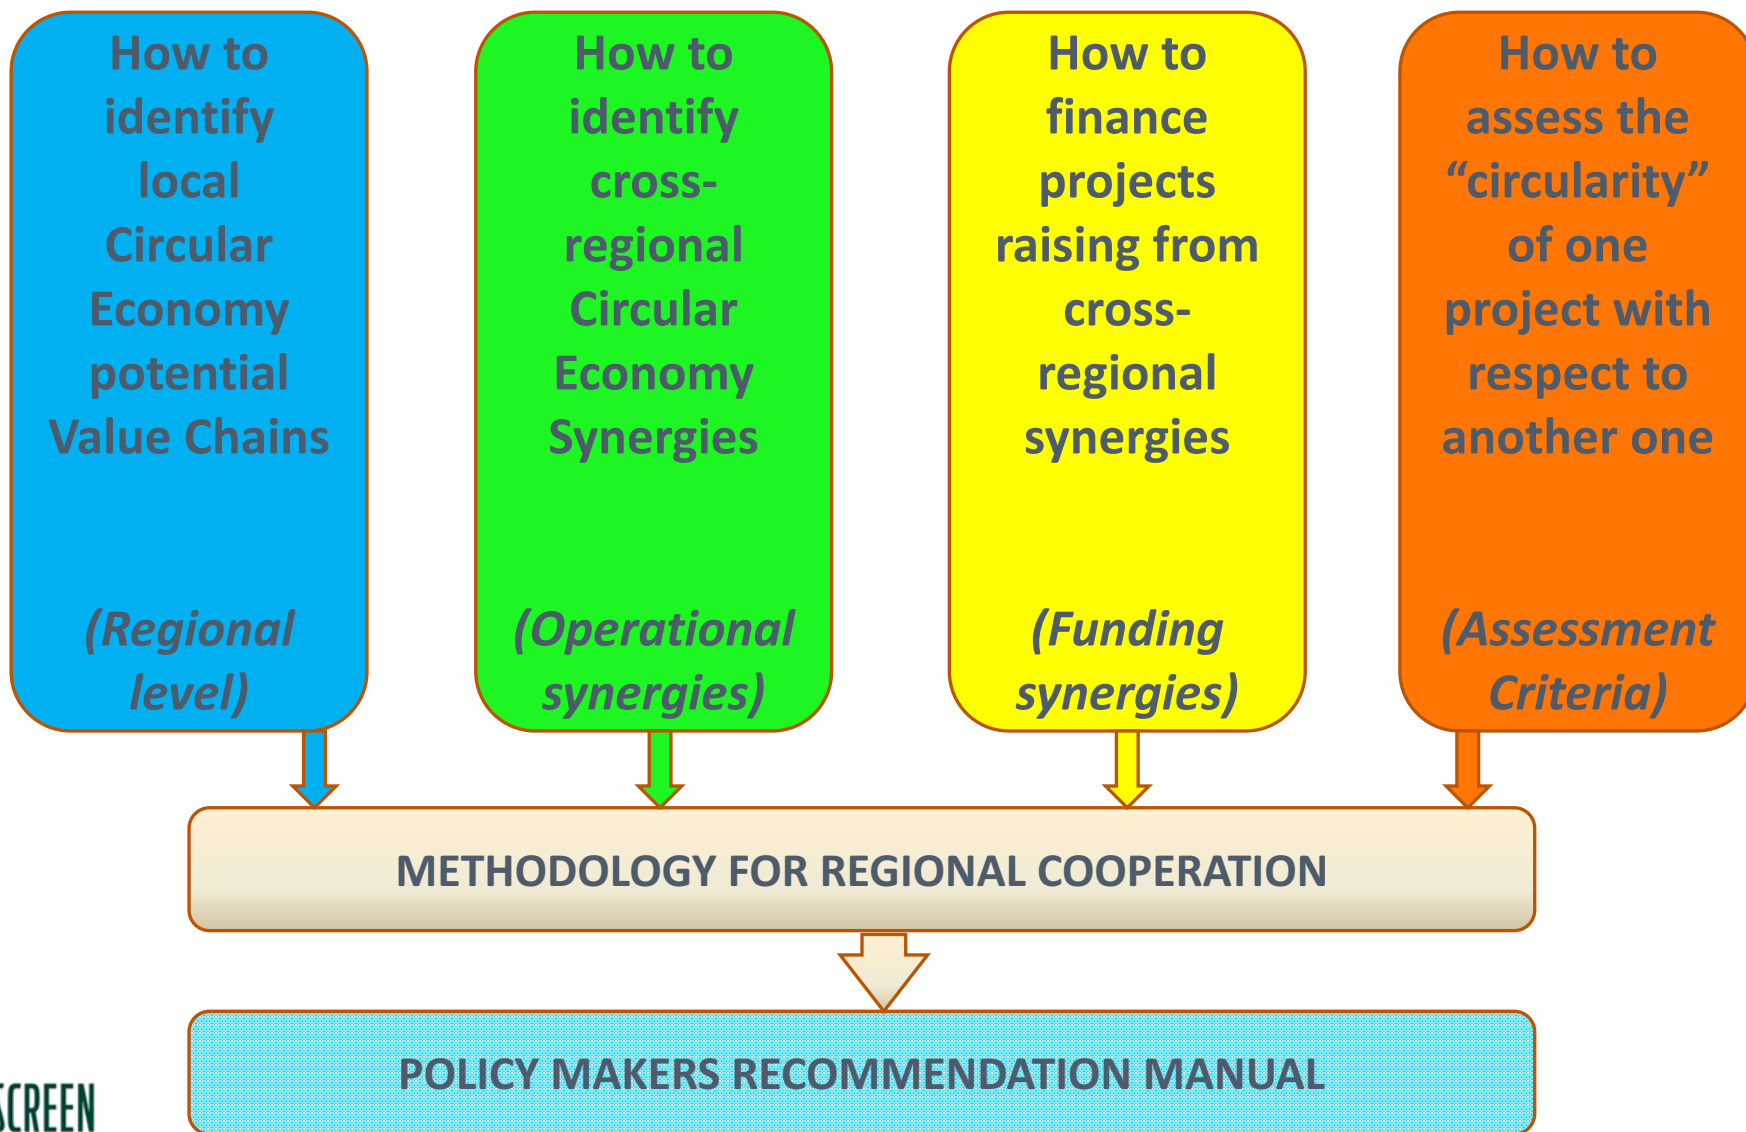 How to
identify
local
Circular
Economy
potential
Value Chains
(Regional
level)
How to
identify
cross-
regional
Circular
Economy
Synergies
(Operational
synergies)
How to
finance
projects
raising from
cross-
regional
synergies
(Funding
synergies)
How to
assess the
“circularity”
of one
project with
respect to
another one
(Assessment
Criteria)
METHODOLOGY FOR REGIONAL COOPERATION
POLICY MAKERS RECOMMENDATION MANUAL
SCREEN